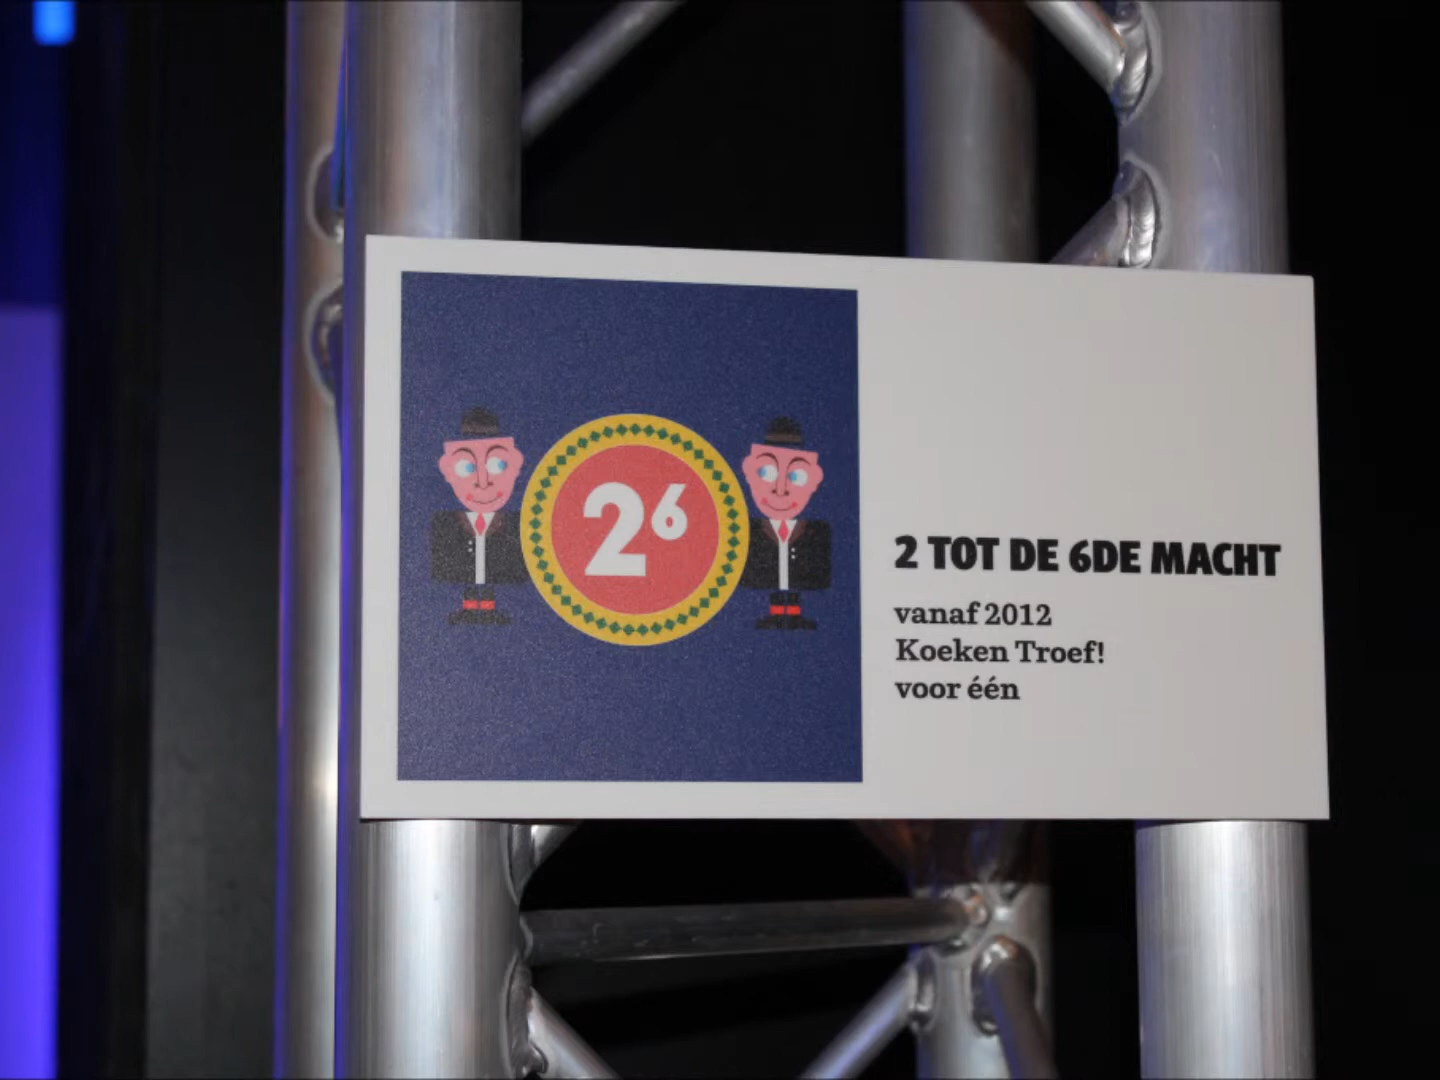 2⁶
2 TOT DE 6DE MACHT
vanaf 2012
Koeken Troef!
voor één